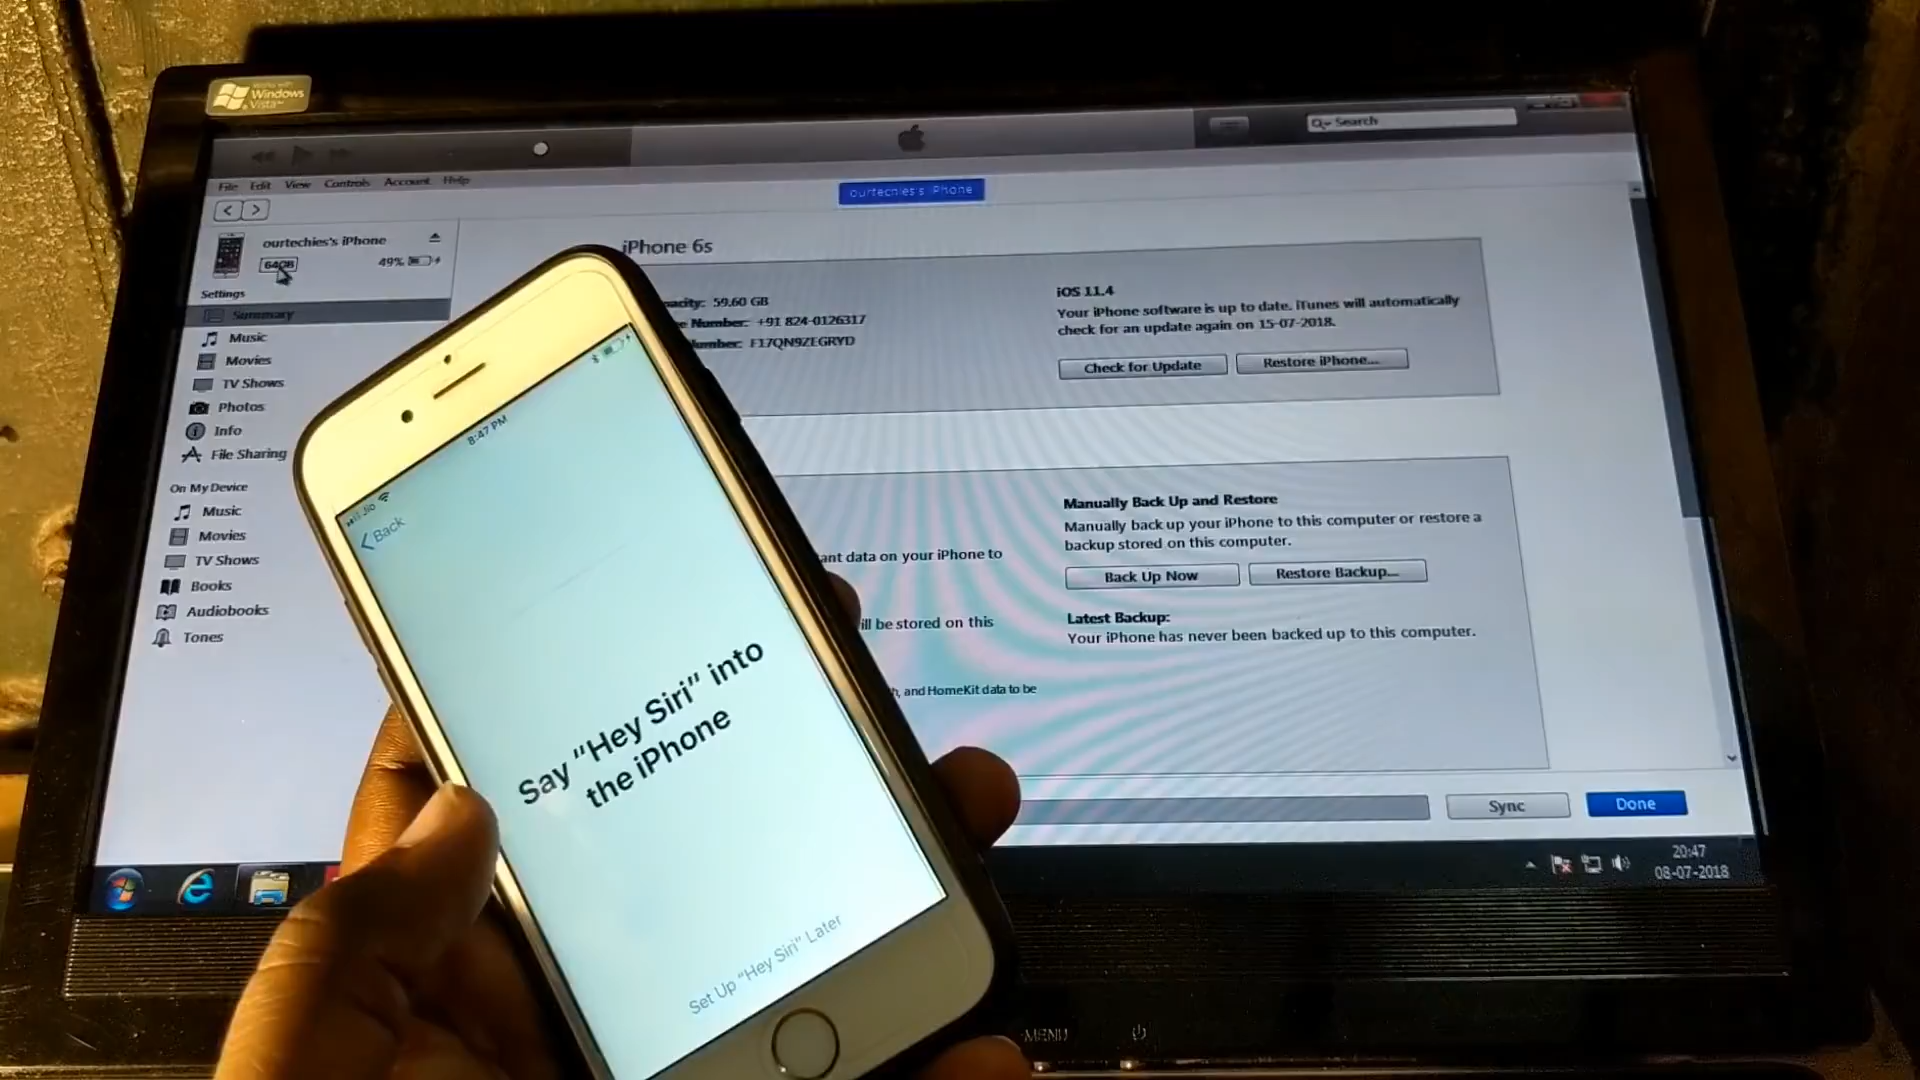 Works with
Windows
Vista
Search
File Edit View Controls Account Help
ourtechies's iPhone
ourtechies's iPhone
64GB
49%
Settings
Summary
Music
Movies
TV Shows
Photos
Info
File Sharing
On My Device
Music
Movies
TV Shows
Books
Audiobooks
Tones
iPhone 6s
acity: 59.60 GB
e Number: +91 824-0126317
umber: F17QN9ZEGRYD
iOS 11.4
Your iPhone software is up to date. iTunes will automatically
check for an update again on 15-07-2018.
Check for Update
Restore iPhone...
ant data on your iPhone to
ill be stored on this
h, and HomeKit data to be
Manually Back Up and Restore
Manually back up your iPhone to this computer or restore a
backup stored on this computer.
Back Up Now
Restore Backup...
Latest Backup:
Your iPhone has never been backed up to this computer.
Sync
Done
20:47
08-07-2018
MENU
Jio
8:47 PM
Back
Say "Hey Siri" into
the iPhone
Set Up "Hey Siri" Later